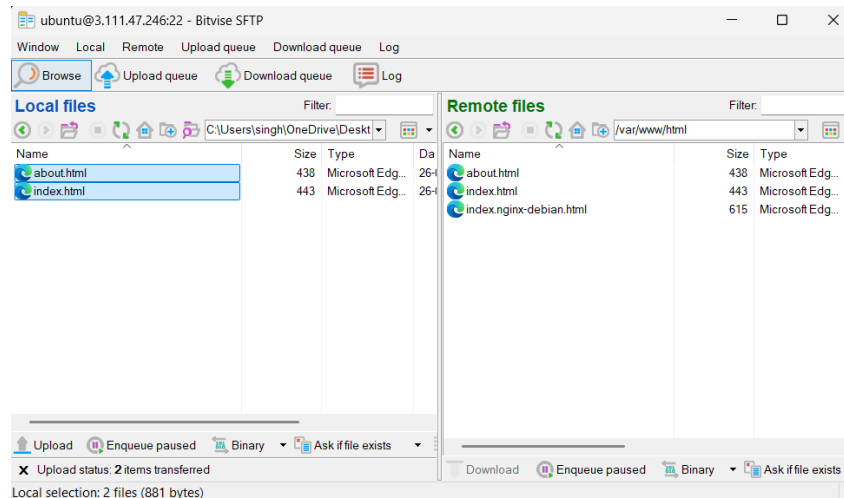 ubuntu@3.111.47.246:22 - Bitvise SFTP
Window Local Remote Upload queue Download queue Log
Browse Upload queue Download queue Log
Local files Filter:
C:\Users\singh\OneDrive\Deskt
Name Size Type Da
about.html 438 Microsoft Edg... 26-
index.html 443 Microsoft Edg... 26-
Upload Enqueue paused Binary Ask if file exists
X Upload status: 2 items transferred
Local selection: 2 files (881 bytes)
Remote files Filter:
/var/www/html
Name Size Type
about.html 438 Microsoft Edg...
index.html 443 Microsoft Edg...
index.nginx-debian.html 615 Microsoft Edg...
Download Enqueue paused Binary Ask if file exists